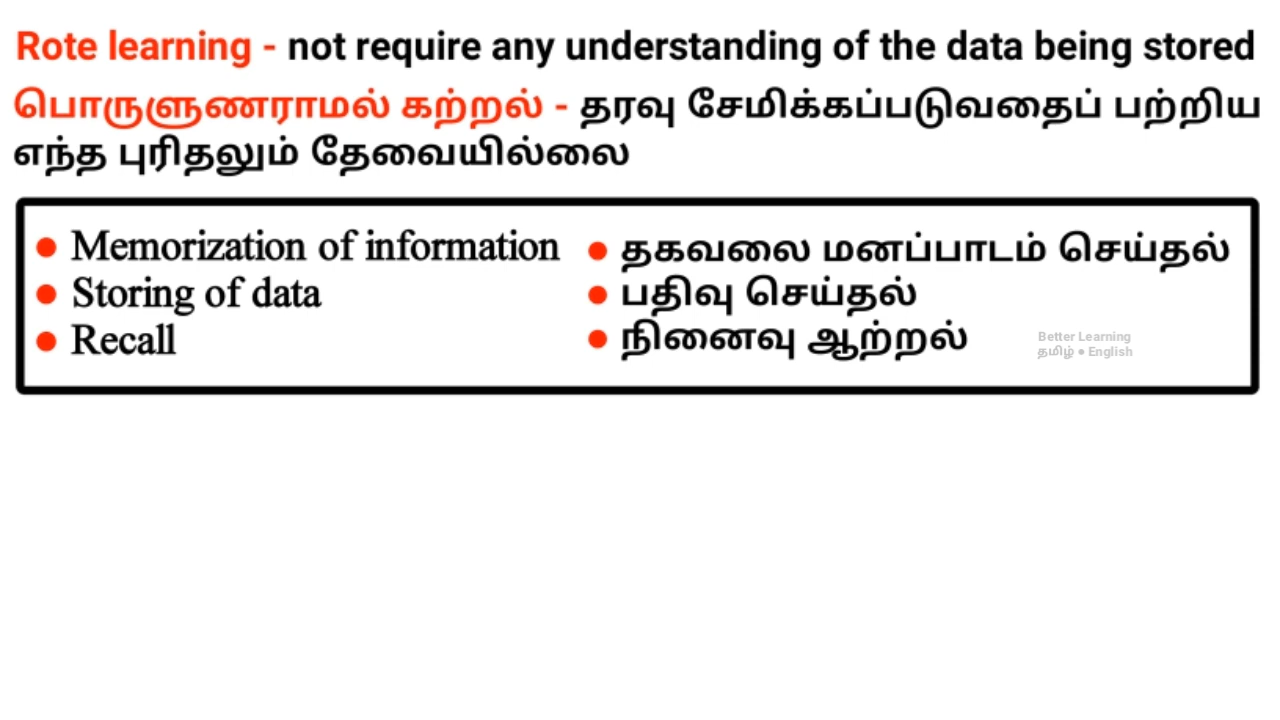 Rote learning - not require any understanding of the data being stored
பொருளுணராமல் கற்றல் - தரவு சேமிக்கப்படுவதைப் பற்றிய
எந்த புரிதலும் தேவையில்லை
● Memorization of information
● Storing of data
● Recall
● தகவலை மனப்பாடம் செய்தல்
● பதிவு செய்தல்
● நினைவு ஆற்றல்
Better Learning
தமிழ் ● English